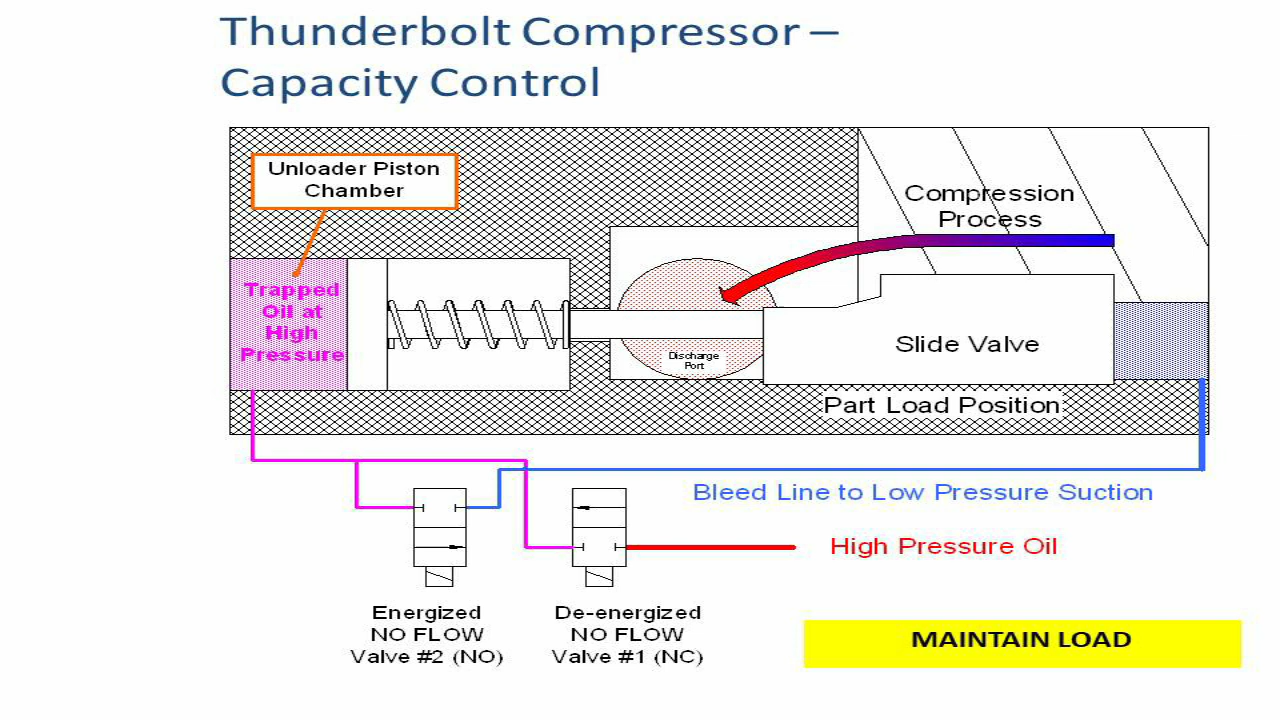 Thunderbolt Compressor –
Capacity Control
Unloader Piston
Chamber
Compression
Process
Trapped
Oil at
High
Pressure
Discharge
Port
Slide Valve
Part Load Position
Bleed Line to Low Pressure Suction
High Pressure Oil
Energized
NO FLOW
Valve #2 (NO)
De-energized
NO FLOW
Valve #1 (NC)
MAINTAIN LOAD